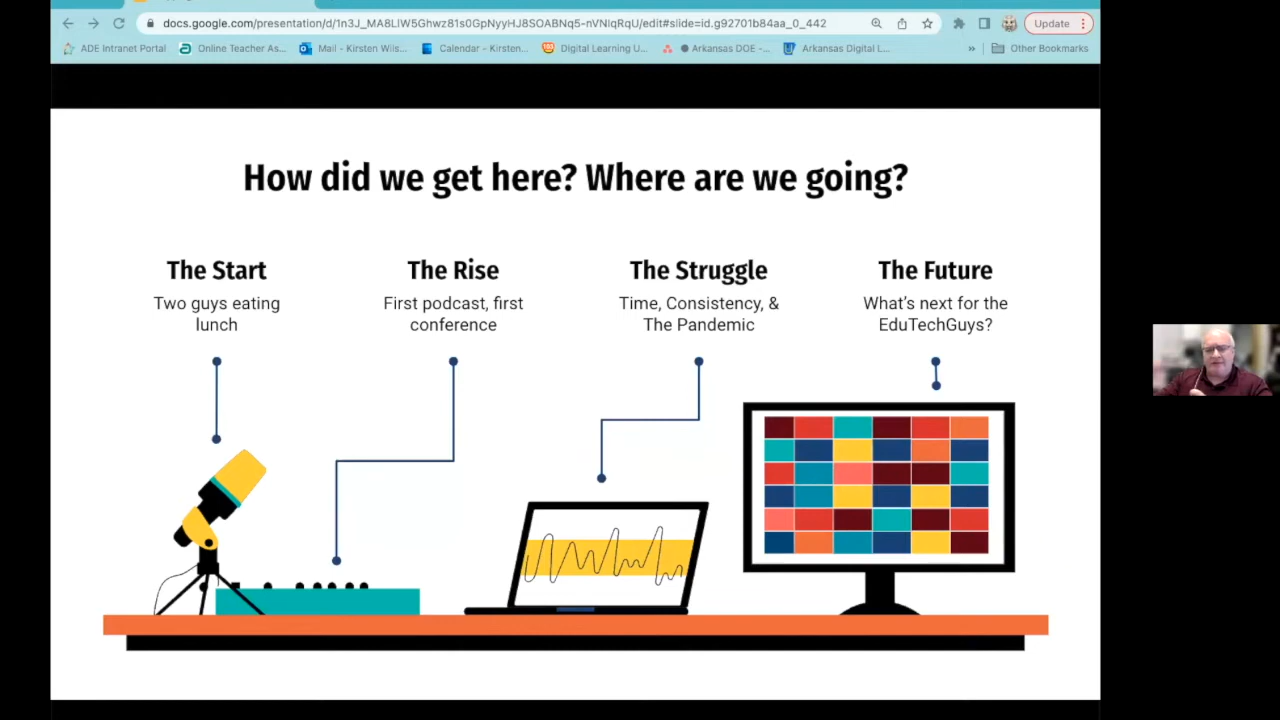 docs.google.com/presentation/d/1n3J_MA8LIW5Ghwz81s0GpNyyHJ8SOABNq5-nVNlqRqU/edit#slide=id.g92701b84aa_0_442
Update
ADE Intranet Portal
Online Teacher As...
Mail - Kirsten Wils...
Calendar - Kirsten...
Digital Learning U...
Arkansas DOE -...
Arkansas Digital L...
»
Other Bookmarks
How did we get here? Where are we going?
The Start
Two guys eating
lunch
The Rise
First podcast, first
conference
The Struggle
Time, Consistency, &
The Pandemic
The Future
What's next for the
EduTechGuys?